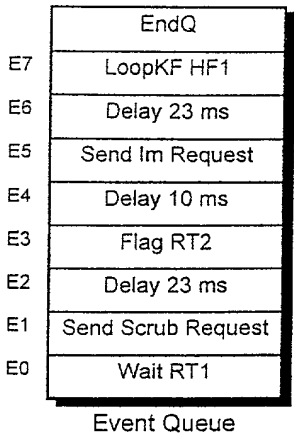 EndQ
E7 LoopKF HF1
E6 Delay 23 ms
E5 Send Im Request
E4 Delay 10 ms
E3 Flag RT2
E2 Delay 23 ms
E1 Send Scrub Request
E0 Wait RT1
Event Queue